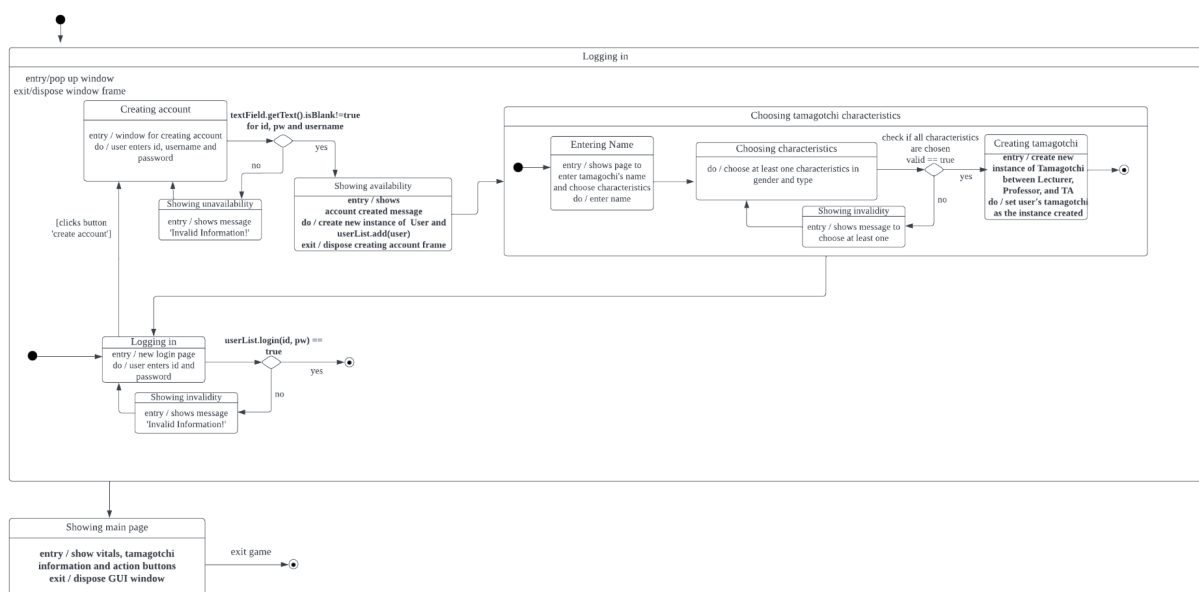 Logging in
entry/pop up window
exit/dispose window frame
Creating account
entry / window for creating account
do / user enters id, username and
password
textField.getText().isBlank!=true
for id, pw and username
no
yes
Showing unavailability
entry / shows message
'Invalid Information!'
Showing availability
entry / shows
account created message
do / create new instance of User and
userList.add(user)
exit / dispose creating account frame
Choosing tamagotchi characteristics
Entering Name
entry / shows page to
enter tamagochi's name
and choose characteristics
do / enter name
Choosing characteristics
do / choose at least one characteristics in
gender and type
check if all characteristics
are chosen
valid == true
yes
no
Showing invalidity
entry / shows message to
choose at least one
Creating tamagotchi
entry / create new
instance of Tamagotchi
between Lecturer,
Professor, and TA
do / set user's tamagotchi
as the instance created
[clicks button
'create account']
Logging in
entry / new login page
do / user enters id and
password
userList.login(id, pw) ==
true
yes
no
Showing invalidity
entry / shows message
'Invalid Information!'
Showing main page
entry / show vitals, tamagotchi
information and action buttons
exit / dispose GUI window
exit game